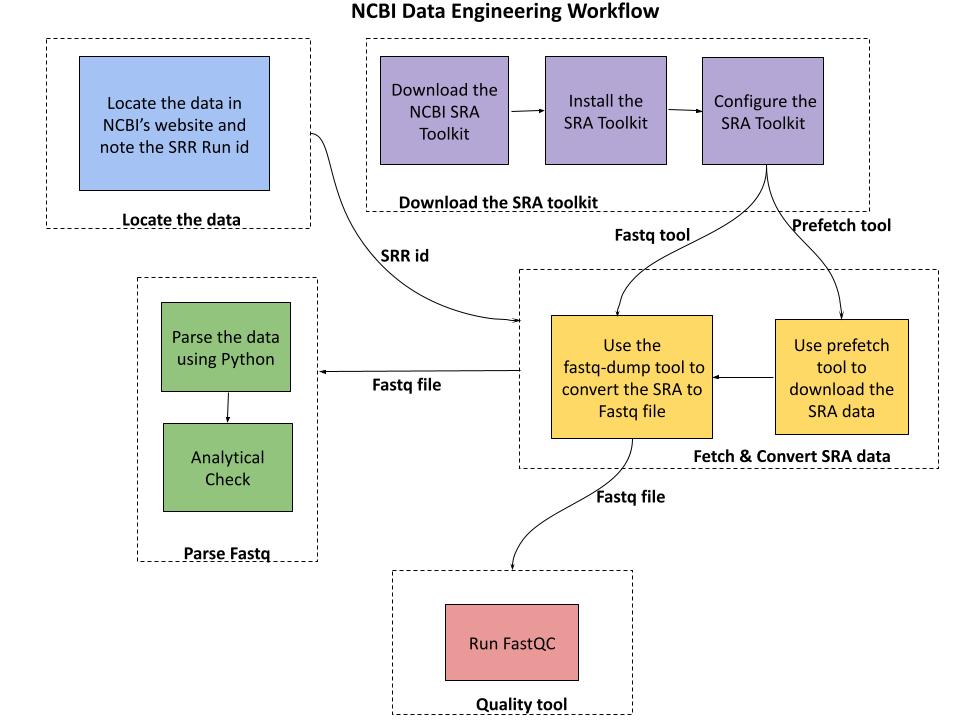 NCBI Data Engineering Workflow
Locate the data in
NCBI's website and
note the SRR Run id
Locate the data
Download the
NCBI SRA
Toolkit
Install the
SRA Toolkit
Configure the
SRA Toolkit
Download the SRA toolkit
Fastq tool
Prefetch tool
SRR id
Use the
fastq-dump tool to
convert the SRA to
Fastq file
Use prefetch
tool to
download the
SRA data
Fetch & Convert SRA data
Fastq file
Parse the data
using Python
Analytical
Check
Parse Fastq
Fastq file
Run FastQC
Quality tool